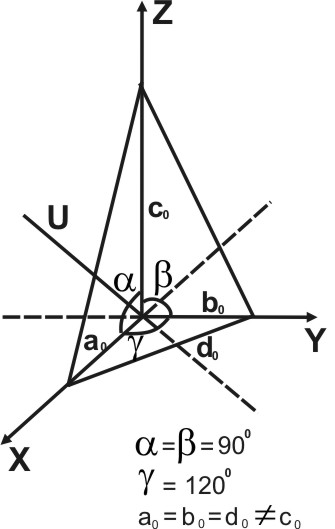 Z
c₀
U
α β
b₀
a₀
γ
d₀
Y
X
α = β = 90⁰
γ = 120⁰
a₀ = b₀ = d₀ ≠ c₀